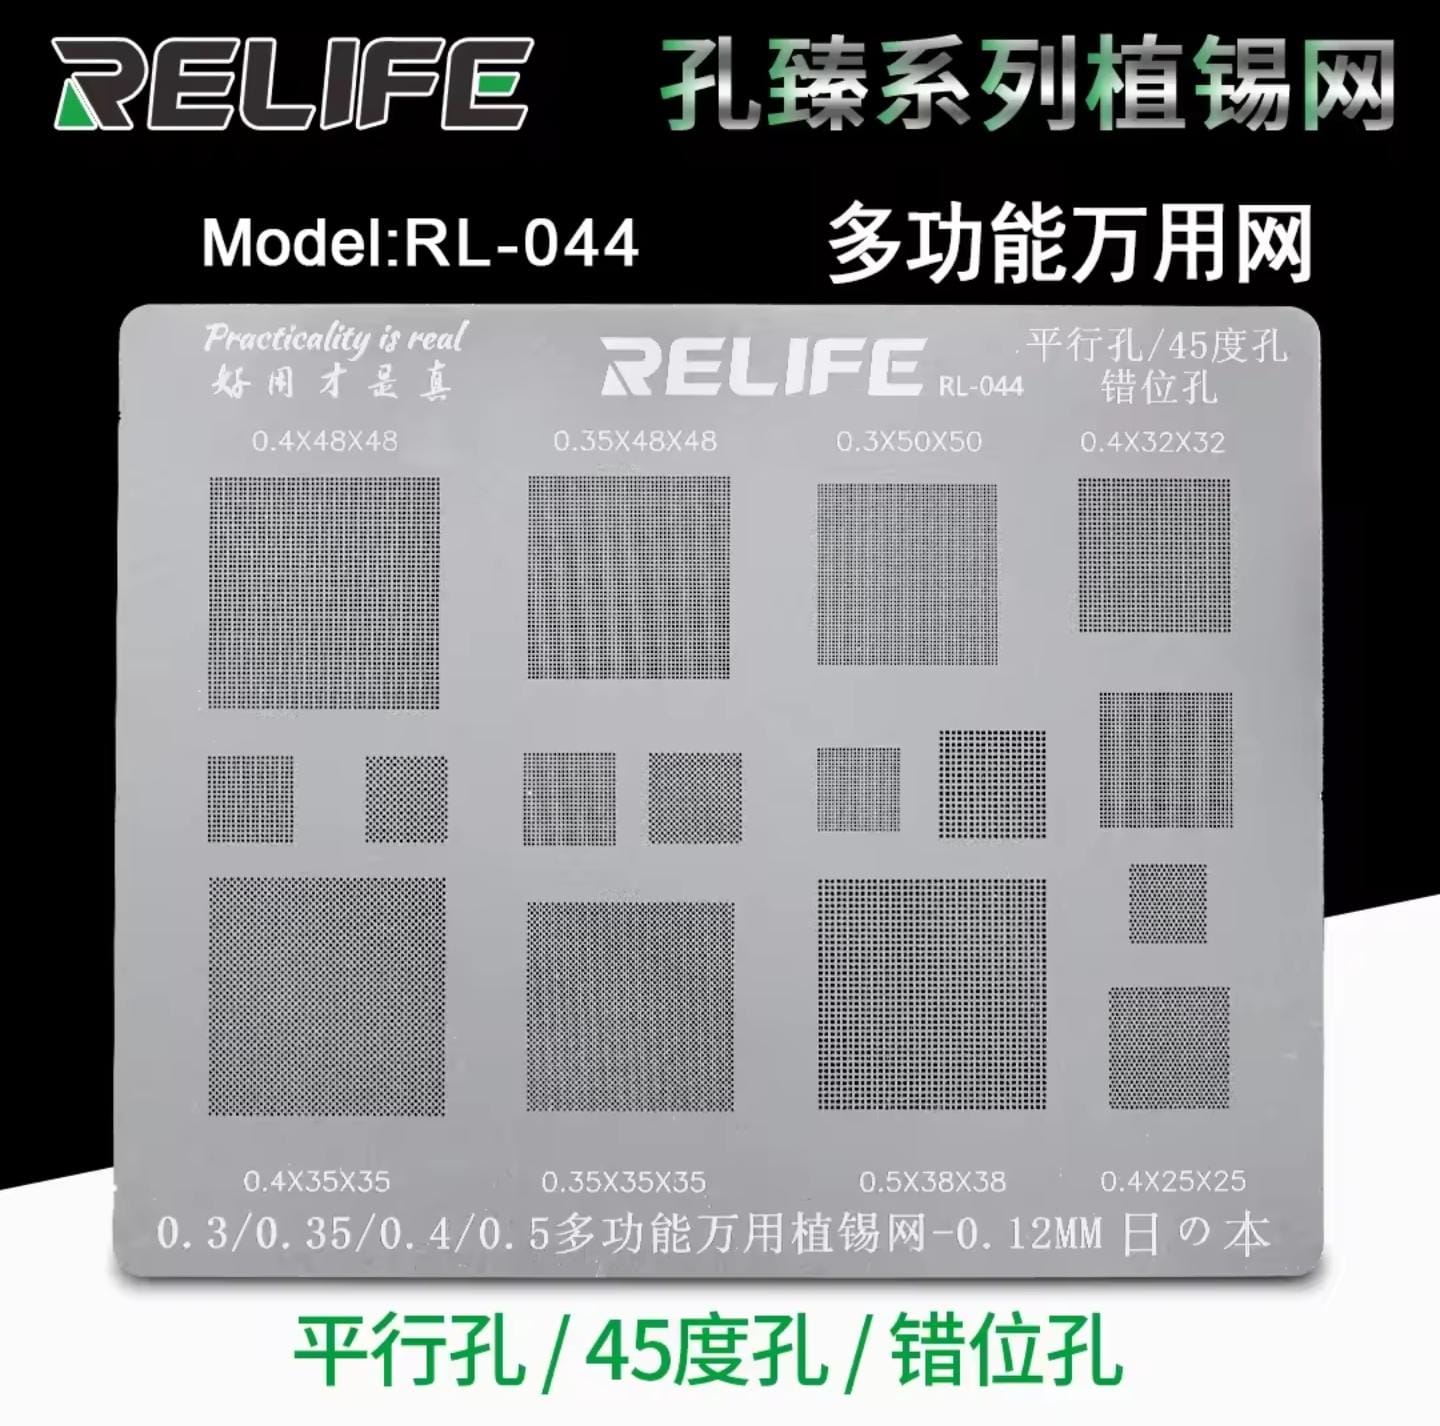 RELIFE
孔臻系列植锡网
Model:RL-044
多功能万用网
Practicality is real
好用才是真
RELIFE RL-044
平行孔/45度孔
错位孔
0.4X48X48
0.35X48X48
0.3X50X50
0.4X32X32
0.4X35X35
0.35X35X35
0.5X38X38
0.4X25X25
0.3/0.35/0.4/0.5多功能万用植锡网-0.12MM 日の本
平行孔/45度孔/错位孔